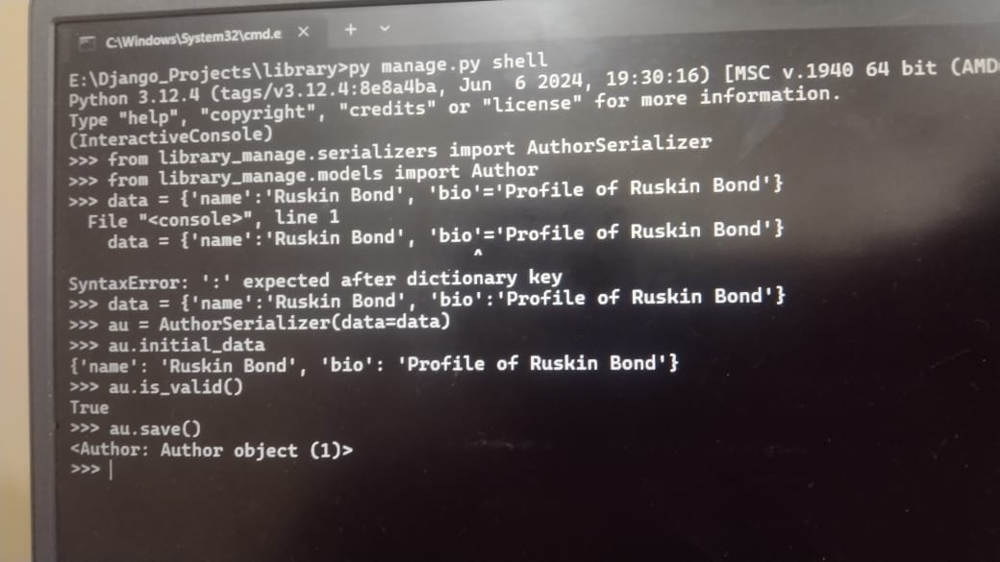 C:\Windows\System32\cmd.e
E:\Django_Projects\library>py manage.py shell
Python 3.12.4 (tags/v3.12.4:8e8a4ba, Jun  6 2024, 19:30:16) [MSC v.1940 64 bit (AMD
Type "help", "copyright", "credits" or "license" for more information.
(InteractiveConsole)
>>> from library_manage.serializers import AuthorSerializer
>>> from library_manage.models import Author
>>> data = {'name':'Ruskin Bond', 'bio'='Profile of Ruskin Bond'}
  File "<console>", line 1
    data = {'name':'Ruskin Bond', 'bio'='Profile of Ruskin Bond'}
                                       ^
SyntaxError: ':' expected after dictionary key
>>> data = {'name':'Ruskin Bond', 'bio':'Profile of Ruskin Bond'}
>>> au = AuthorSerializer(data=data)
>>> au.initial_data
{'name': 'Ruskin Bond', 'bio': 'Profile of Ruskin Bond'}
>>> au.is_valid()
True
>>> au.save()
<Author: Author object (1)>
>>>